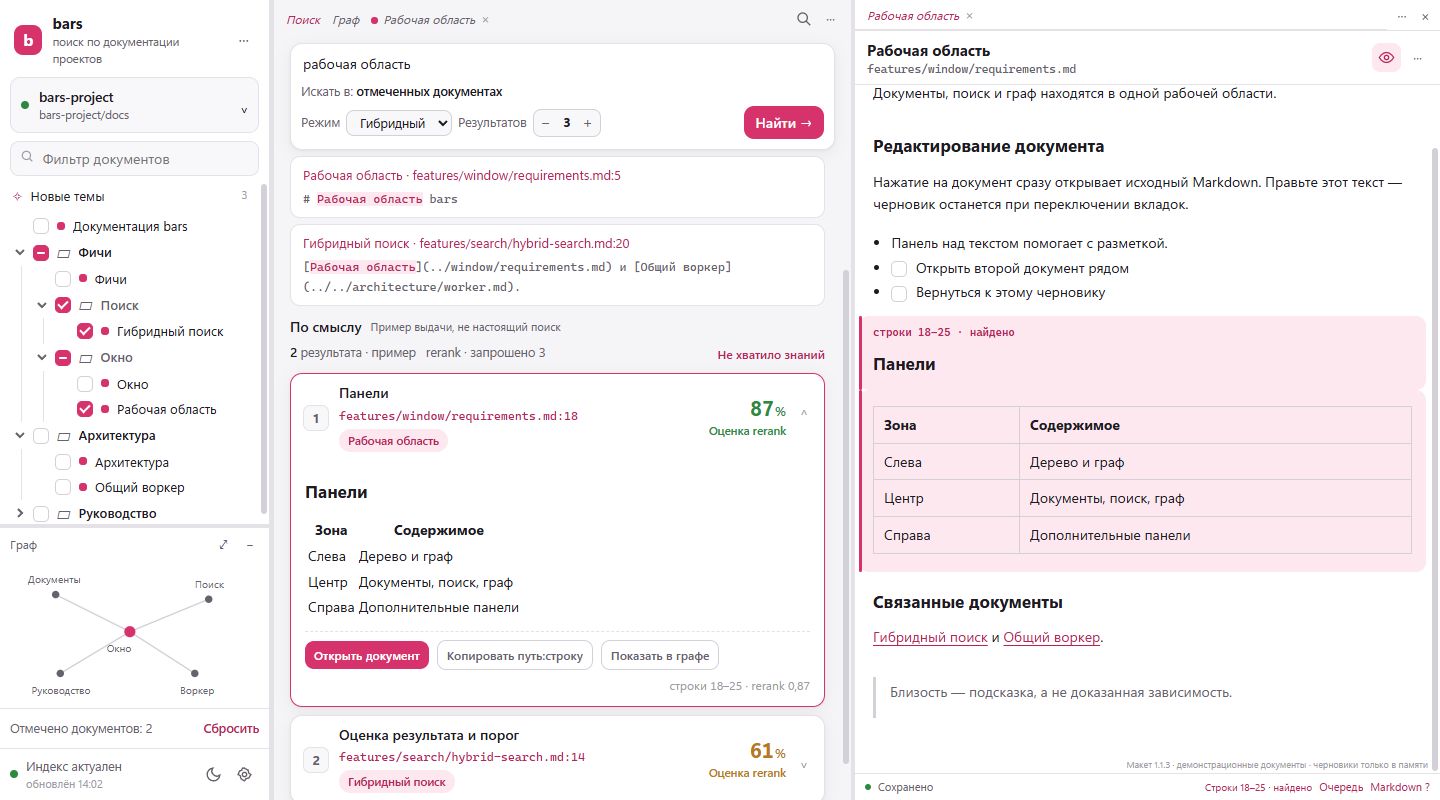 b
bars
поиск по документации
проектов
bars-project
bars-project/docs
Фильтр документов
Новые темы 3
Документация bars
Фичи
Фичи
Поиск
Гибридный поиск
Окно
Окно
Рабочая область
Архитектура
Архитектура
Общий воркер
Руководство
Граф
Документы
Поиск
Окно
Руководство
Воркер
Отмечено документов: 2 Сбросить
Индекс актуален
обновлён 14:02
Поиск Граф Рабочая область ×
рабочая область
Искать в: отмеченных документах
Режим Гибридный Результатов − 3 + Найти →
Рабочая область · features/window/requirements.md:5
# Рабочая область bars
Гибридный поиск · features/search/hybrid-search.md:20
[Рабочая область](../window/requirements.md) и [Общий воркер]
(../../architecture/worker.md).
По смыслу Пример выдачи, не настоящий поиск
2 результата · пример rerank · запрошено 3 Не хватило знаний
1
Панели
features/window/requirements.md:18
Рабочая область
87%
Оценка rerank
Панели
Зона Содержимое
Слева Дерево и граф
Центр Документы, поиск, граф
Справа Дополнительные панели
Открыть документ Копировать путь:строку Показать в графе
строки 18–25 · rerank 0,87
2
Оценка результата и порог
features/search/hybrid-search.md:14
Гибридный поиск
61%
Оценка rerank
Рабочая область × ··· ×
Рабочая область
features/window/requirements.md
Документы, поиск и граф находятся в одной рабочей области.
Редактирование документа
Нажатие на документ сразу открывает исходный Markdown. Правьте этот текст —
черновик останется при переключении вкладок.
• Панель над текстом помогает с разметкой.
• Открыть второй документ рядом
• Вернуться к этому черновику
строки 18–25 · найдено
Панели
Зона Содержимое
Слева Дерево и граф
Центр Документы, поиск, граф
Справа Дополнительные панели
Связанные документы
Гибридный поиск и Общий воркер.
Близость — подсказка, а не доказанная зависимость.
Макет 1.1.3 · демонстрационные документы · черновики только в памяти
Сохранено Строки 18–25 · найдено Очередь Markdown ?